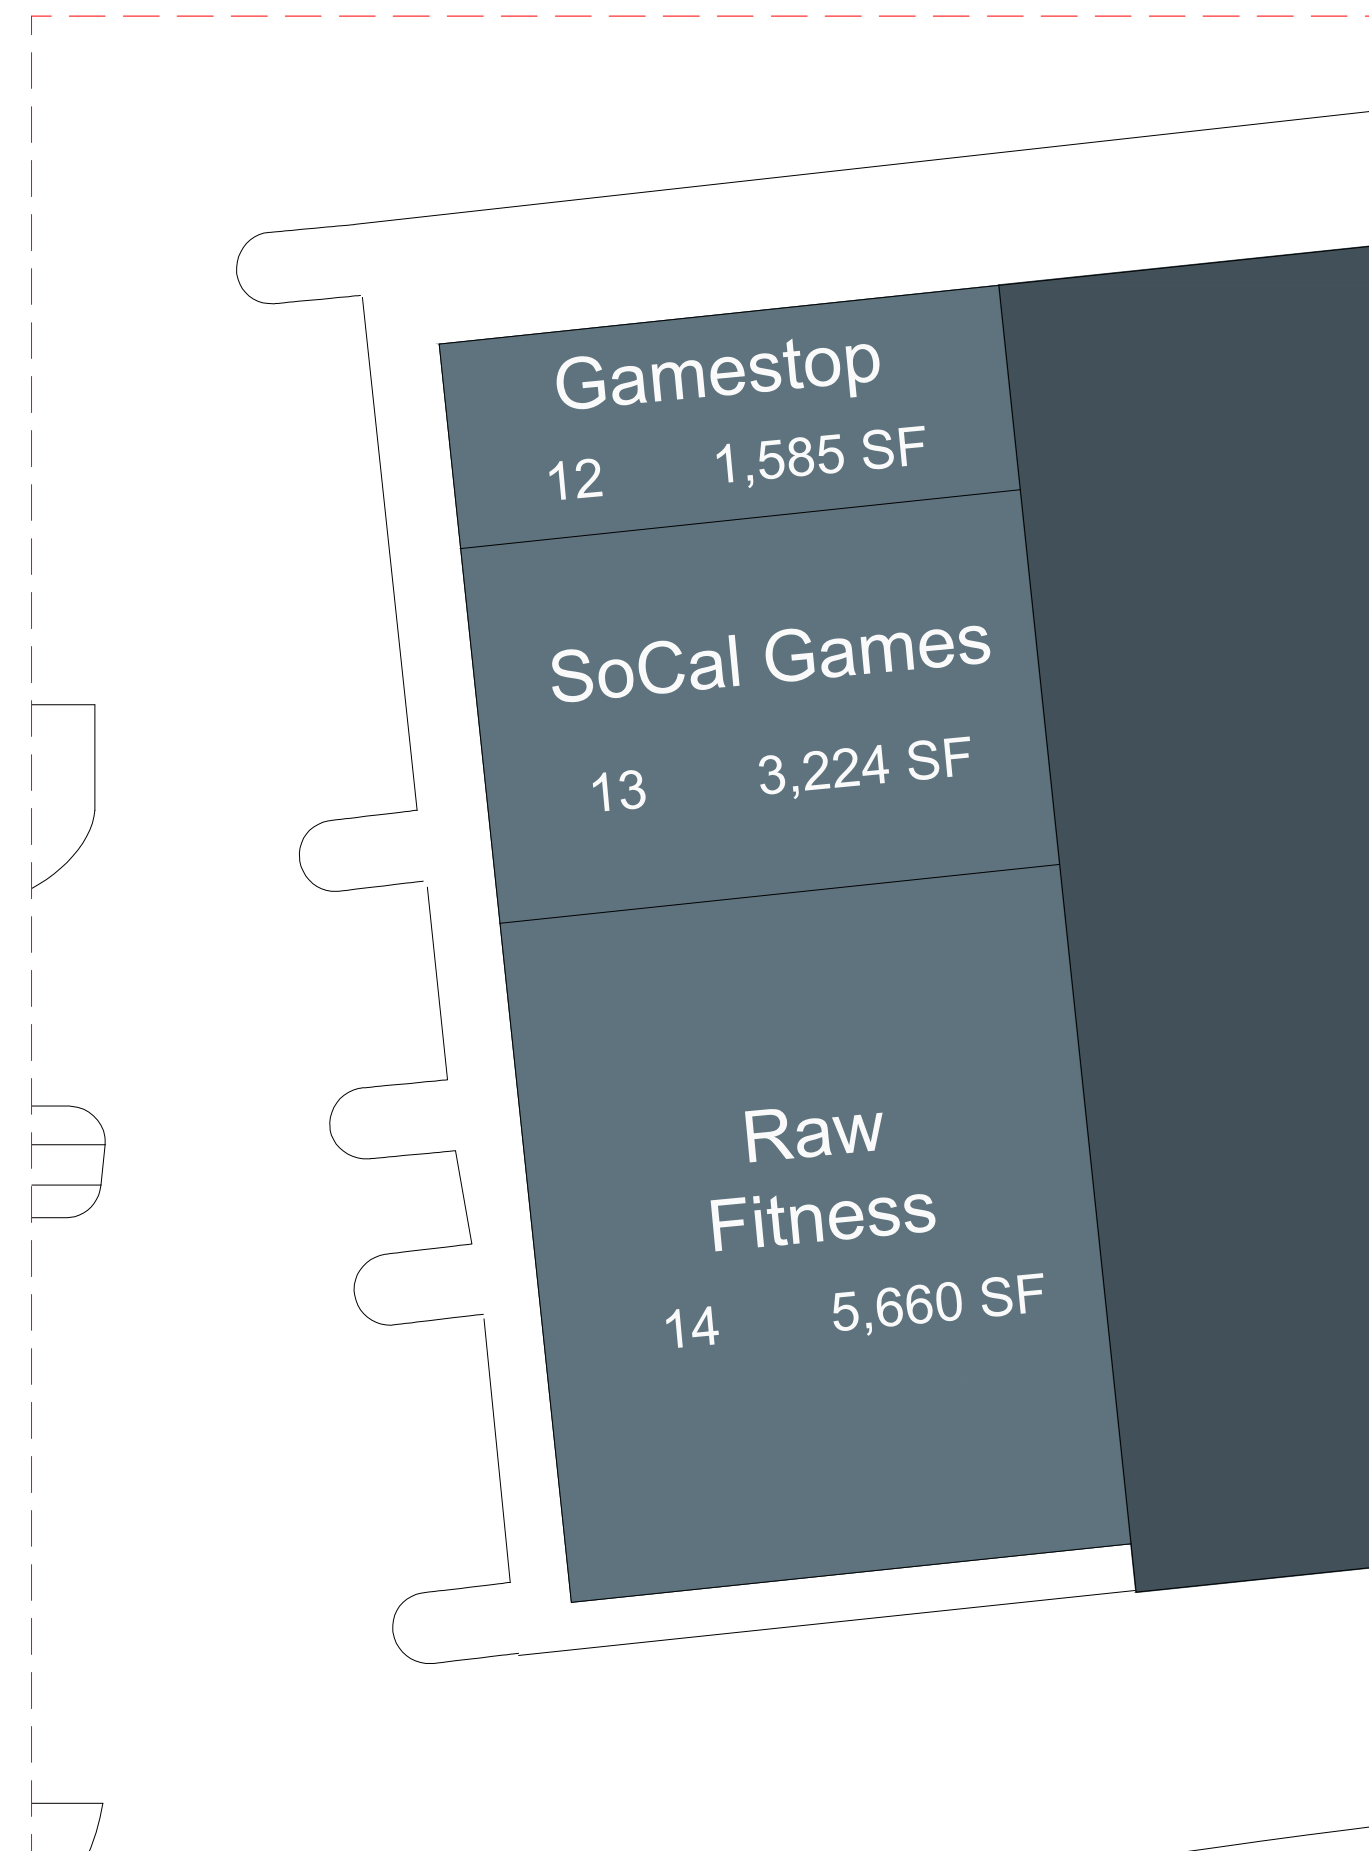 Gamestop
12 1,585 SF
SoCal Games
13 3,224 SF
Raw
Fitness
14 5,660 SF